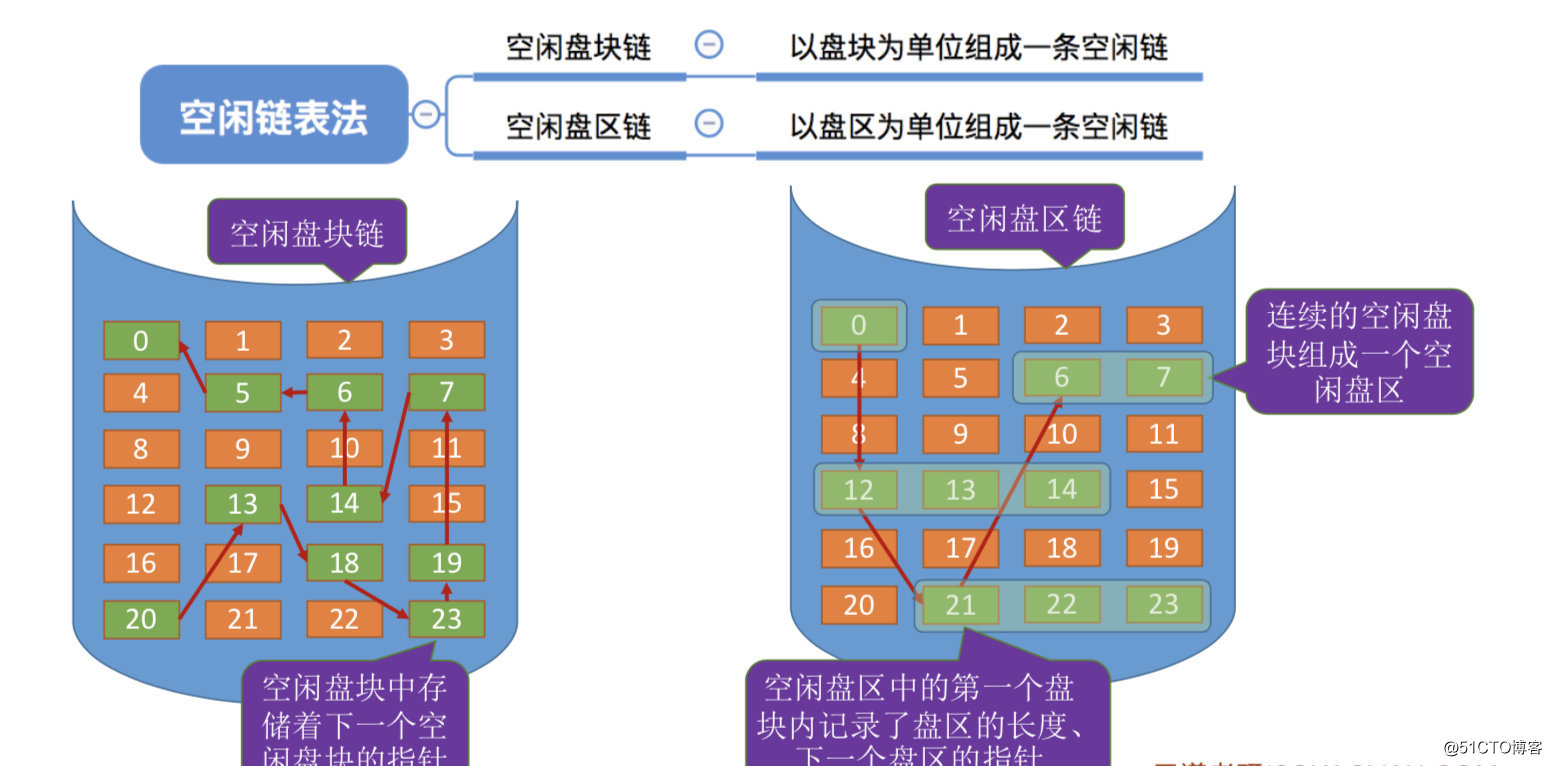 空闲盘块链
以盘块为单位组成一条空闲链
空闲链表法
空闲盘区链
以盘区为单位组成一条空闲链
空闲盘块链
0 1 2 3
4 5 6 7
8 9 10 11
12 13 14 15
16 17 18 19
20 21 22 23
空闲盘块中存
储着下一个空
闲盘块的指针
空闲盘区链
0 1 2 3
4 5 6 7
8 9 10 11
12 13 14 15
16 17 18 19
20 21 22 23
连续的空闲盘
块组成一个空
闲盘区
空闲盘区中的第一个盘
块内记录了盘区的长度、
下一个盘区的指针
@51CTO博客